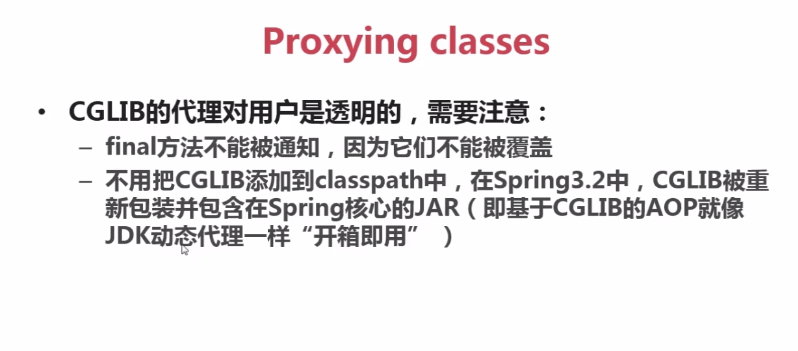 Proxying classes
• CGLIB的代理对用户是透明的，需要注意：
– final方法不能被通知，因为它们不能被覆盖
– 不用把CGLIB添加到classpath中，在Spring3.2中，CGLIB被重
新包装并包含在Spring核心的JAR（即基于CGLIB的AOP就像
JDK动态代理一样“开箱即用” ）